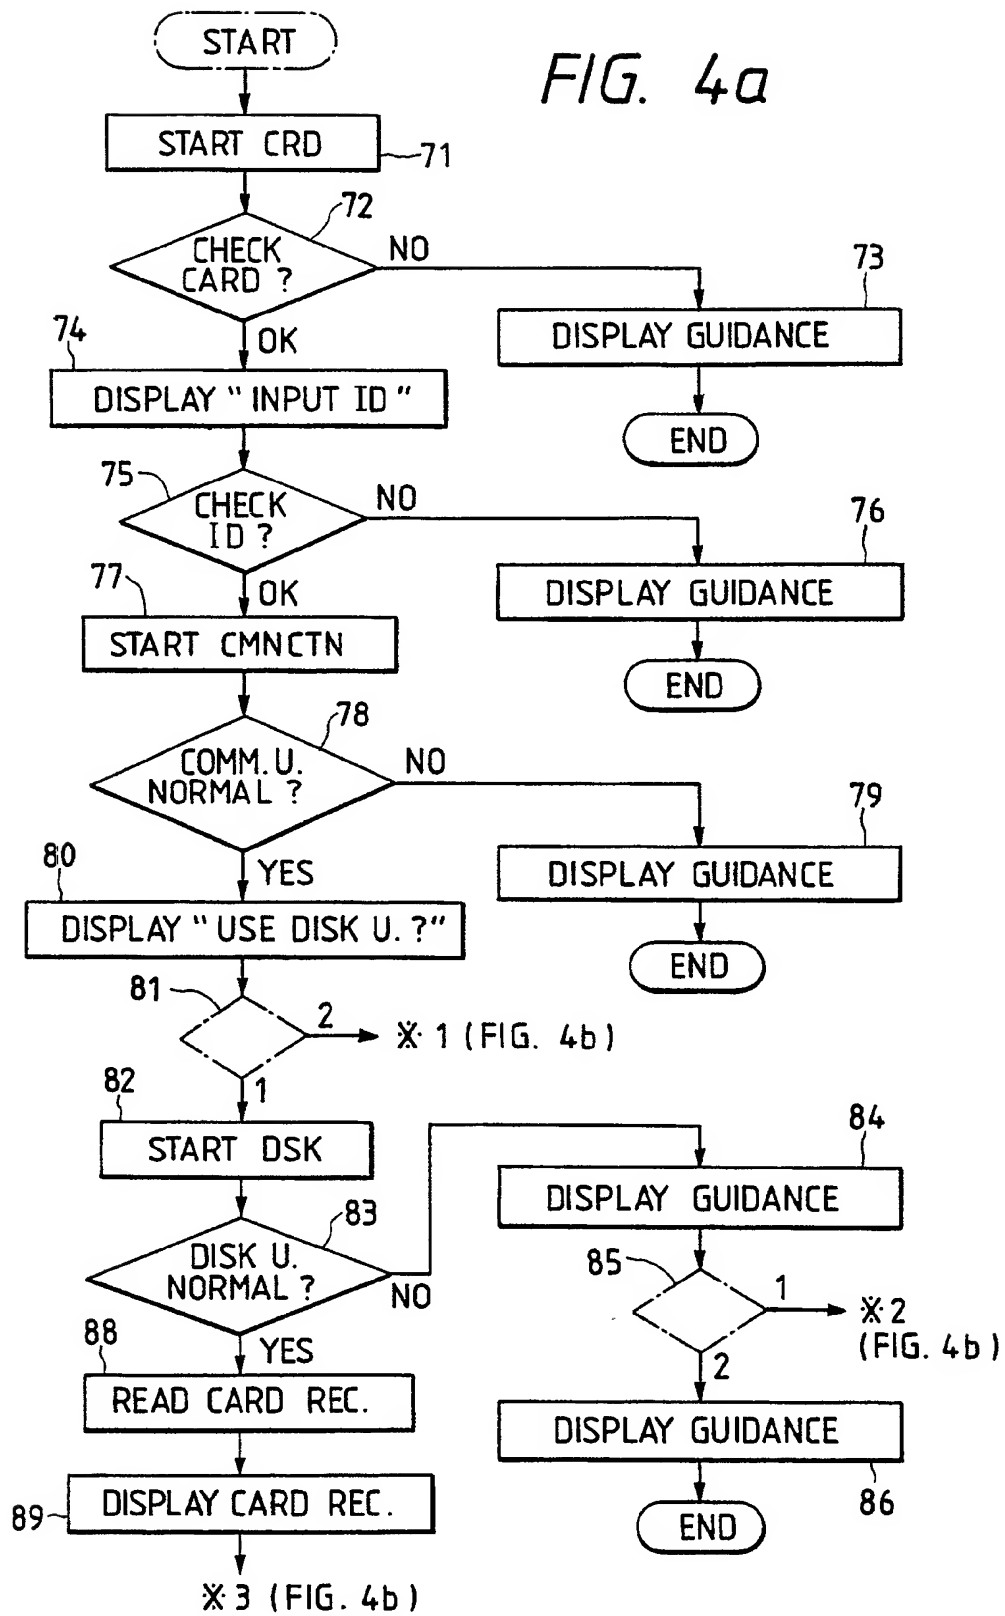 START
FIG. 4a
START CRD
71
72
CHECK
CARD ?
NO
73
DISPLAY GUIDANCE
END
OK
74
DISPLAY " INPUT ID "
75
CHECK
ID ?
NO
76
DISPLAY GUIDANCE
END
OK
77
START CMNCTN
78
COMM. U.
NORMAL ?
NO
79
DISPLAY GUIDANCE
END
YES
80
DISPLAY " USE DISK U. ? "
81
2
※ 1 ( FIG. 4b )
1
82
START DSK
83
DISK U.
NORMAL ?
NO
84
DISPLAY GUIDANCE
85
1
※ 2
( FIG. 4b )
2
DISPLAY GUIDANCE
86
END
YES
88
READ CARD REC.
89
DISPLAY CARD REC.
※ 3 ( FIG. 4b )